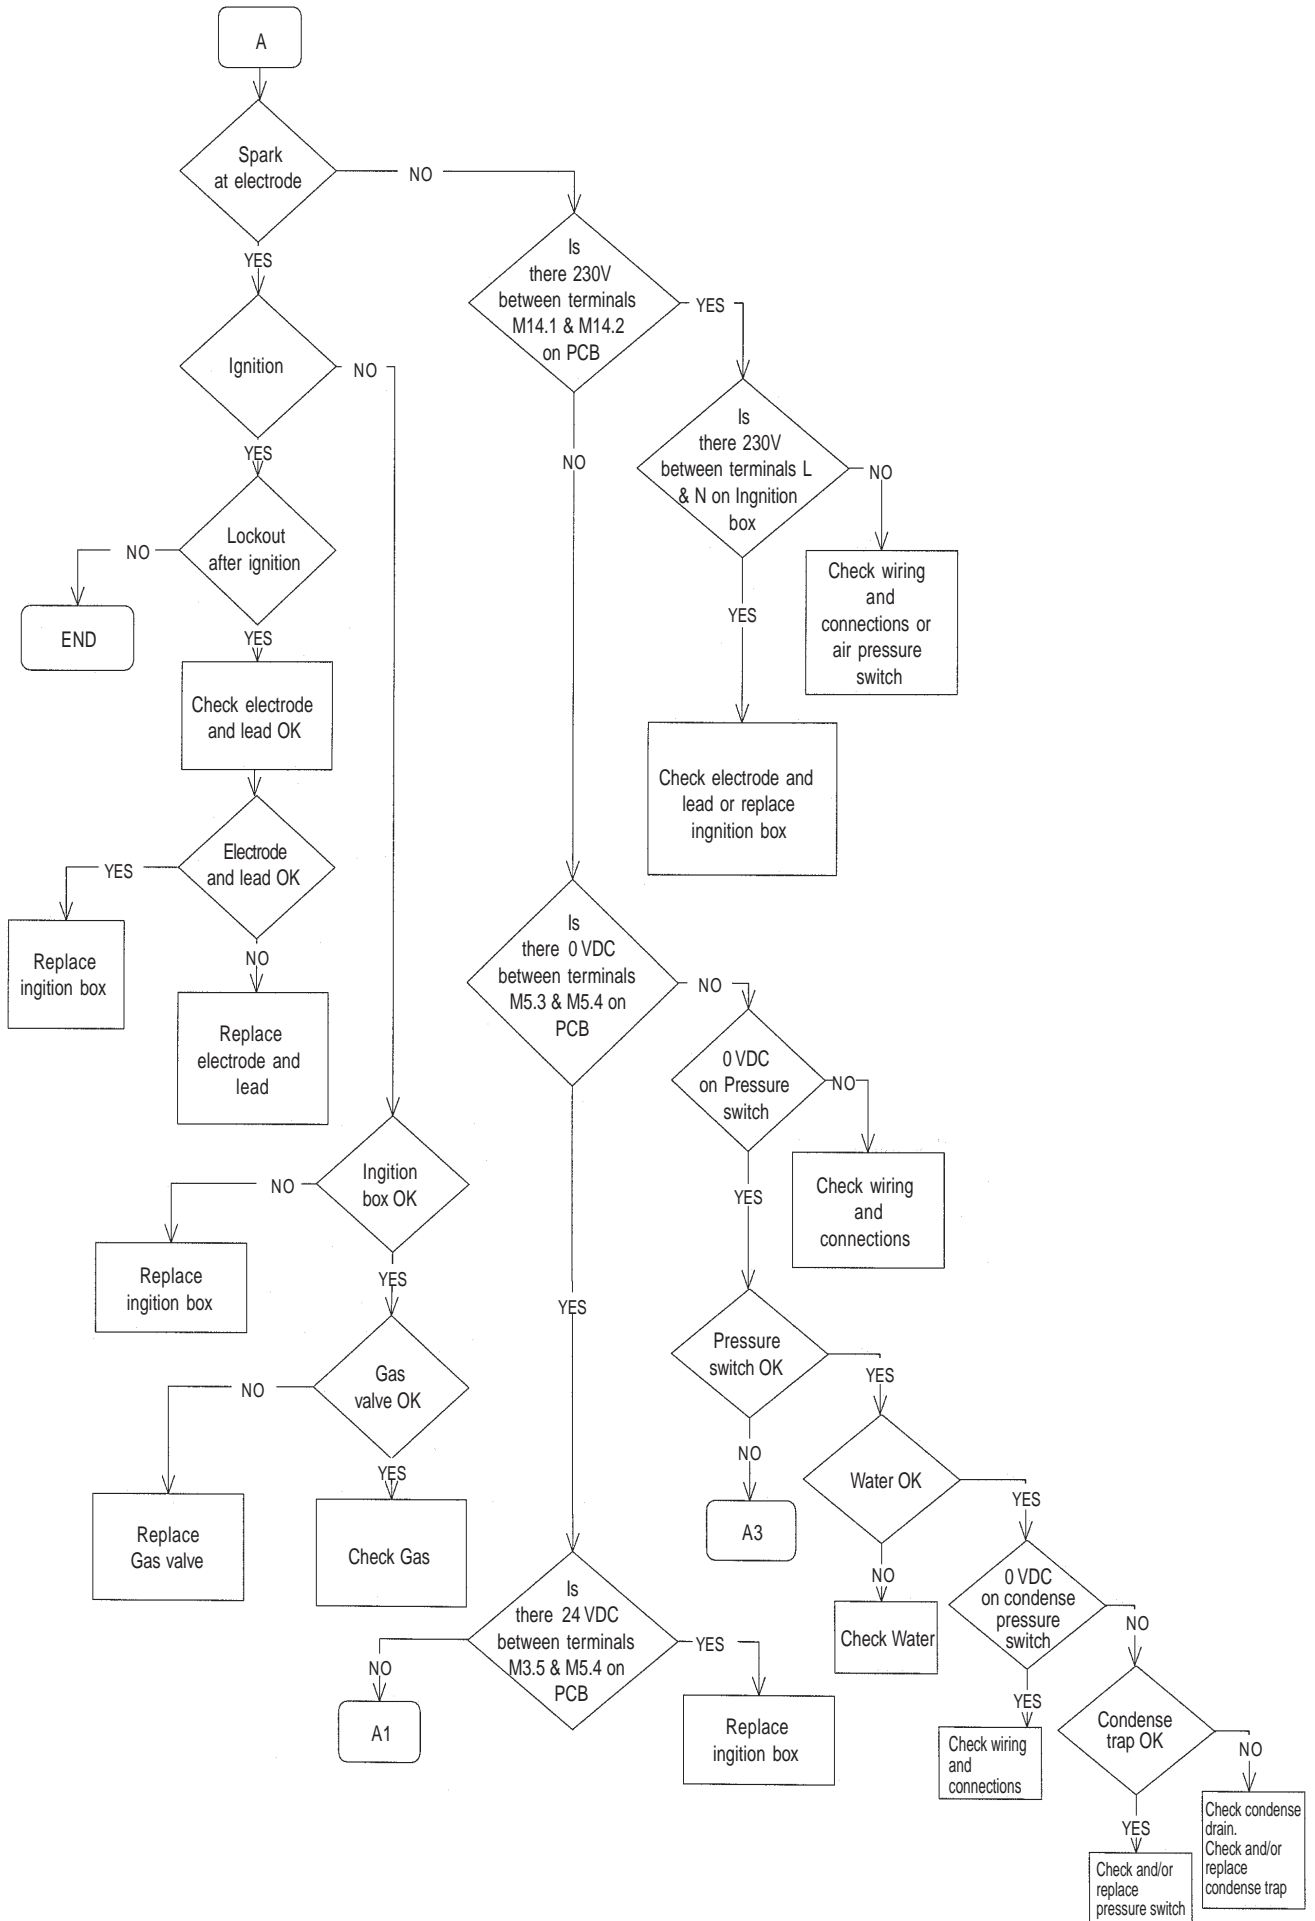 A
Spark
at electrode
NO
YES
Is
there 230V
between terminals
M14.1 & M14.2
on PCB
YES
Ignition
NO
YES
Is
there 230V
between terminals L
& N on Ingnition
box
NO
NO
Lockout
after ignition
NO
YES
END
YES
Check wiring
and
connections or
air pressure
switch
Check electrode
and lead OK
Check electrode and
lead or replace
ingnition box
Electrode
and lead OK
YES
NO
Replace
ingition box
Replace
electrode and
lead
Is
there 0 VDC
between terminals
M5.3 & M5.4 on
PCB
NO
0 VDC
on Pressure
switch
NO
YES
Check wiring
and
connections
Ingition
box OK
NO
YES
Replace
ingition box
YES
Gas
valve OK
NO
YES
Replace
Gas valve
Check Gas
Pressure
switch OK
YES
NO
A3
Water OK
YES
NO
Check Water
0 VDC
on condense
pressure
switch
NO
YES
Is
there 24 VDC
between terminals
M3.5 & M5.4 on
PCB
YES
NO
A1
Replace
ingition box
Check wiring
and
connections
Condense
trap OK
NO
YES
Check condense
drain.
Check and/or
replace
condense trap
Check and/or
replace
pressure switch